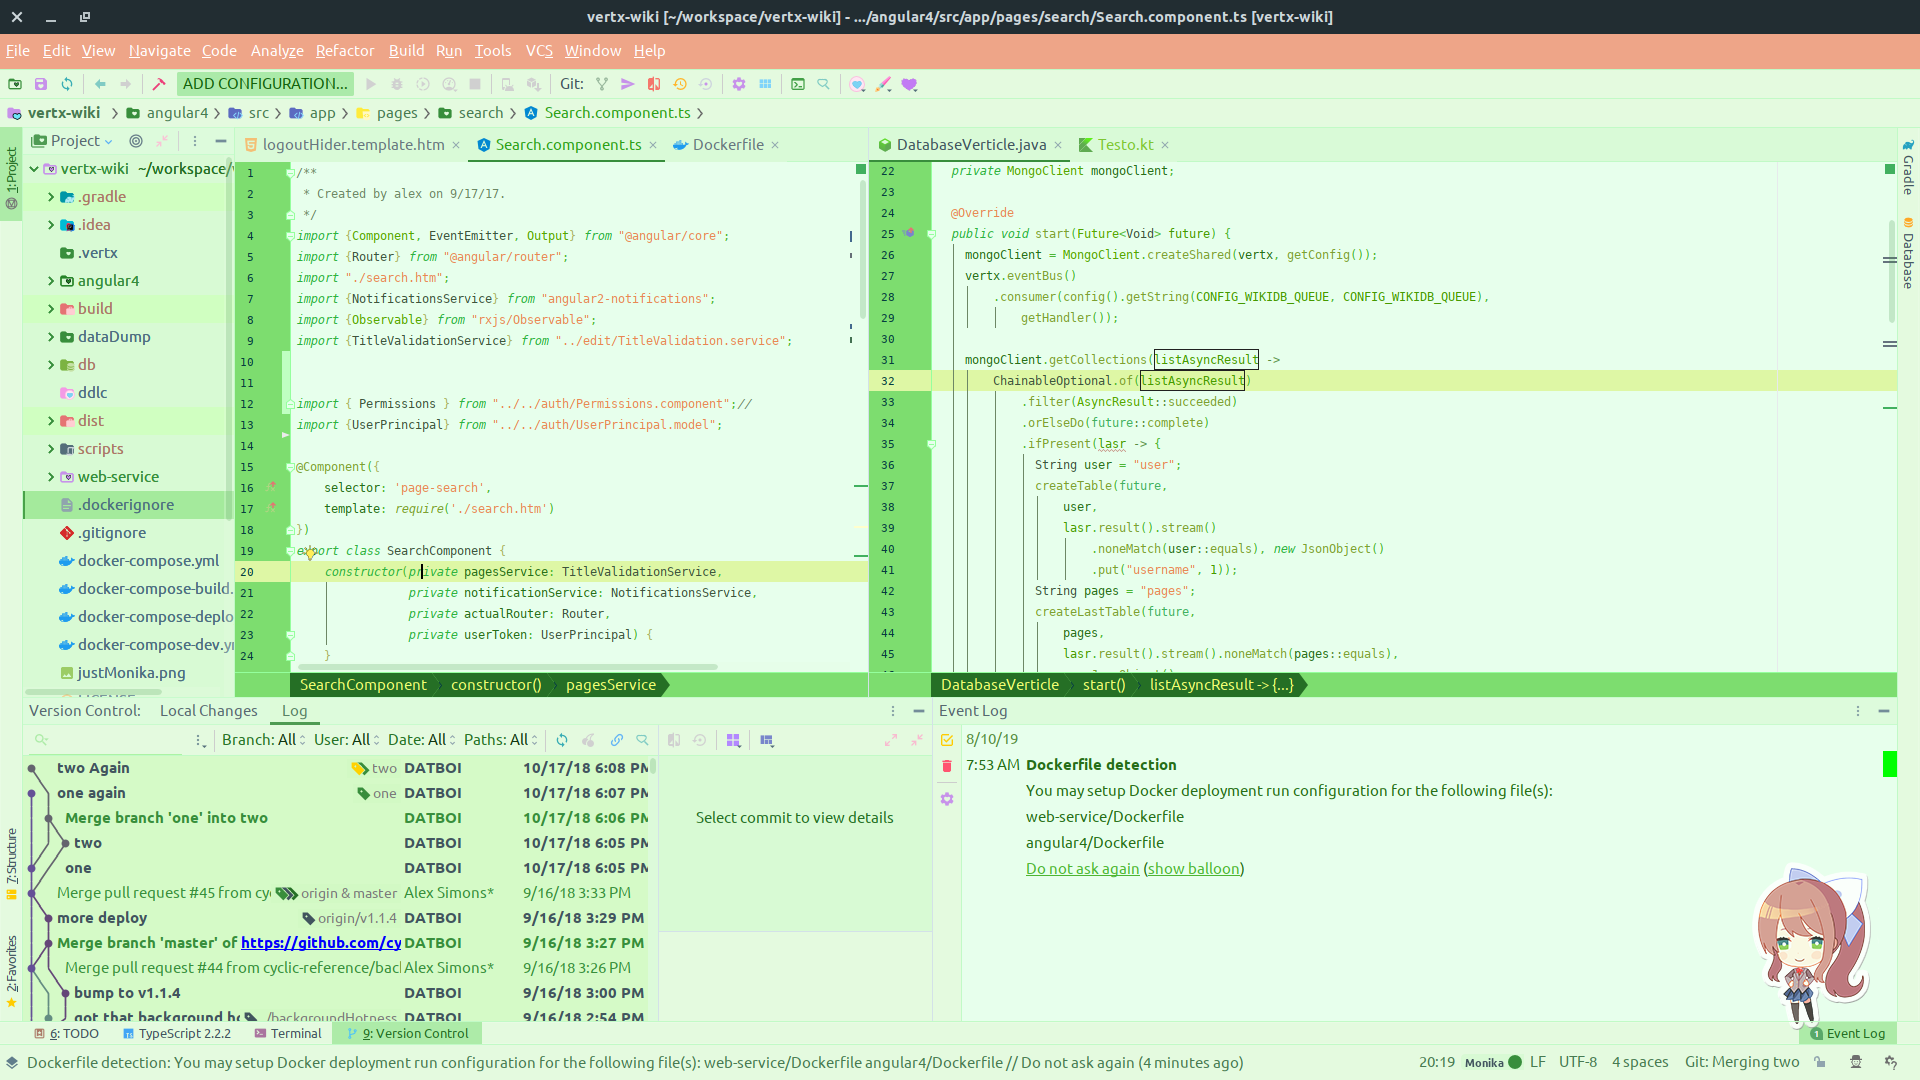 vertx-wiki [~/workspace/vertx-wiki] - .../angular4/src/app/pages/search/Search.component.ts [vertx-wiki]
File Edit View Navigate Code Analyze Refactor Build Run Tools VCS Window Help
ADD CONFIGURATION... Git:
vertx-wiki angular4 src app pages search Search.component.ts
1: Project
Project
vertx-wiki ~/workspace/
.gradle
.idea
.vertx
angular4
build
dataDump
db
ddlc
dist
scripts
web-service
.dockerignore
.gitignore
docker-compose.yml
docker-compose-build.
docker-compose-deplo
docker-compose-dev.y
justMonika.png
logoutHider.template.htm Search.component.ts Dockerfile
1 /**
2 * Created by alex on 9/17/17.
3 */
4 import {Component, EventEmitter, Output} from "@angular/core";
5 import {Router} from "@angular/router";
6 import "./search.htm";
7 import {NotificationsService} from "angular2-notifications";
8 import {Observable} from "rxjs/Observable";
9 import {TitleValidationService} from "../edit/TitleValidation.service";
10
11
12 import { Permissions } from "../../auth/Permissions.component";//
13 import {UserPrincipal} from "../../auth/UserPrincipal.model";
14
15 @Component({
16 selector: 'page-search',
17 template: require('./search.htm')
18 })
19 export class SearchComponent {
20 constructor(private pagesService: TitleValidationService,
21 private notificationService: NotificationsService,
22 private actualRouter: Router,
23 private userToken: UserPrincipal) {
24 }
SearchComponent constructor() pagesService
DatabaseVerticle.java Testo.kt
22 private MongoClient mongoClient;
23
24 @Override
25 public void start(Future<Void> future) {
26 mongoClient = MongoClient.createShared(vertx, getConfig());
27 vertx.eventBus()
28 .consumer(config().getString(CONFIG_WIKIDB_QUEUE, CONFIG_WIKIDB_QUEUE),
29 getHandler());
30
31 mongoClient.getCollections(listAsyncResult ->
32 ChainableOptional.of(listAsyncResult)
33 .filter(AsyncResult::succeeded)
34 .orElseDo(future::complete)
35 .ifPresent(lasr -> {
36 String user = "user";
37 createTable(future,
38 user,
39 lasr.result().stream()
40 .noneMatch(user::equals), new JsonObject()
41 .put("username", 1));
42 String pages = "pages";
43 createLastTable(future,
44 pages,
45 lasr.result().stream().noneMatch(pages::equals),
DatabaseVerticle start() listAsyncResult -> {...}
Gradle
Database
Version Control: Local Changes Log
Branch: All User: All Date: All Paths: All
two Again two DATBOI 10/17/18 6:08 PM
one again one DATBOI 10/17/18 6:07 PM
Merge branch 'one' into two DATBOI 10/17/18 6:06 PM
two DATBOI 10/17/18 6:05 PM
one DATBOI 10/17/18 6:05 PM
Merge pull request #45 from cyc origin & master Alex Simons* 9/16/18 3:33 PM
more deploy origin/v1.1.4 DATBOI 9/16/18 3:29 PM
Merge branch 'master' of https://github.com/cy DATBOI 9/16/18 3:27 PM
Merge pull request #44 from cyclic-reference/bac Alex Simons* 9/16/18 3:26 PM
bump to v1.1.4 DATBOI 9/16/18 3:00 PM
got that background h /backgroundHotness DATBOI 9/16/18 2:54 PM
Select commit to view details
Event Log
8/10/19
7:53 AM Dockerfile detection
You may setup Docker deployment run configuration for the following file(s):
web-service/Dockerfile
angular4/Dockerfile
Do not ask again (show balloon)
7: Structure
2: Favorites
6: TODO TypeScript 2.2.2 Terminal 9: Version Control 1 Event Log
Dockerfile detection: You may setup Docker deployment run configuration for the following file(s): web-service/Dockerfile angular4/Dockerfile // Do not ask again (4 minutes ago) 20:19 Monika LF UTF-8 4 spaces Git: Merging two